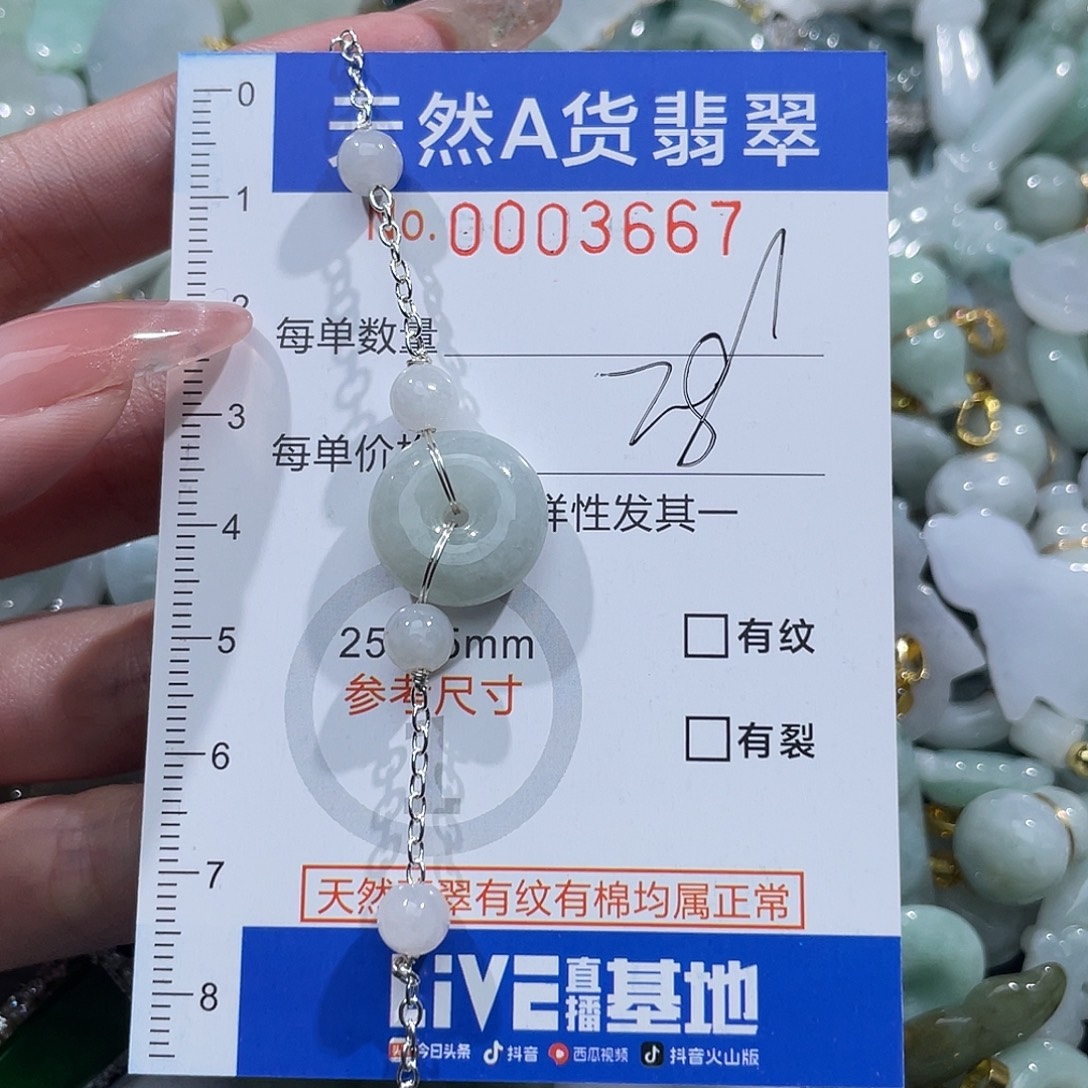 0
天然A货翡翠
1
No.0003667
2
每单数量
28
3
每单价
4
样性发其一
5
25 5mm
有纹
参考尺寸
6
有裂
7
天然 翠有纹有棉均属正常
8
LIVE直播基地
今日头条 抖音 西瓜视频 抖音火山版